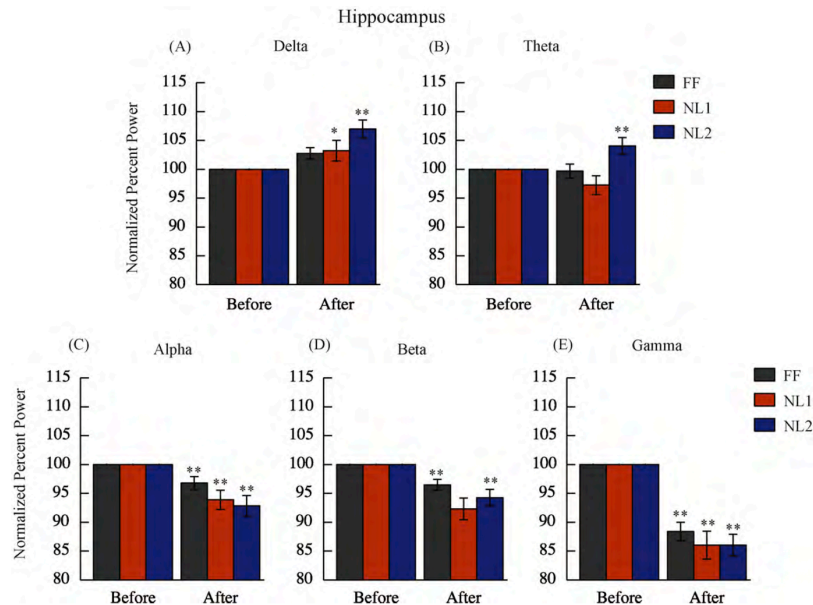 Hippocampus
(A) Delta
(B) Theta
Normalized Percent Power
115
110
105
100
95
90
85
80
* **
Before After
115
110
105
100
95
90
85
80
**
Before After
FF
NL1
NL2
(C) Alpha
(D) Beta
(E) Gamma
Normalized Percent Power
115
110
105
100
95
90
85
80
** ** **
Before After
115
110
105
100
95
90
85
80
** **
Before After
115
110
105
100
95
90
85
80
** ** **
Before After
FF
NL1
NL2